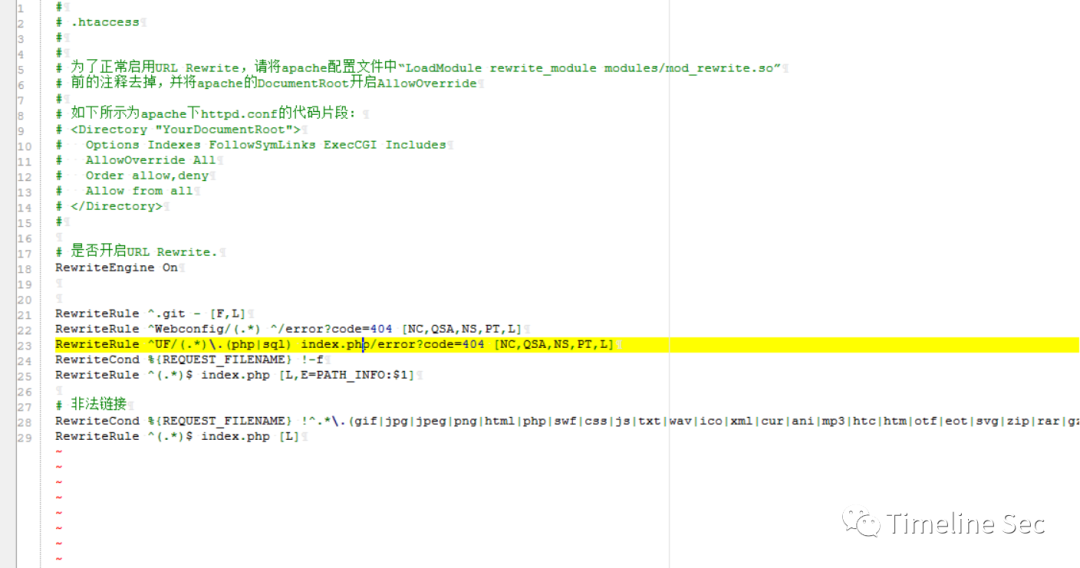 1 #
2 # .htaccess
3 #
4 #
5 # 为了正常启用URL Rewrite，请将apache配置文件中“LoadModule rewrite_module modules/mod_rewrite.so”
6 # 前的注释去掉，并将apache的DocumentRoot开启AllowOverride
7 #
8 # 如下所示为apache下httpd.conf的代码片段：
9 # <Directory "YourDocumentRoot">
10 #   Options Indexes FollowSymLinks ExecCGI Includes
11 #   AllowOverride All
12 #   Order allow,deny
13 #   Allow from all
14 # </Directory>
15 #
16
17 # 是否开启URL Rewrite.
18 RewriteEngine On
19
20
21 RewriteRule ^.git - [F,L]
22 RewriteRule ^Webconfig/(.*) ^/error?code=404 [NC,QSA,NS,PT,L]
23 RewriteRule ^UF/(.*)\.(php|sql) index.php/error?code=404 [NC,QSA,NS,PT,L]
24 RewriteCond %{REQUEST_FILENAME} !-f
25 RewriteRule ^(.*)$ index.php [L,E=PATH_INFO:$1]
26
27 # 非法链接
28 RewriteCond %{REQUEST_FILENAME} !^.*\.(gif|jpg|jpeg|png|html|php|swf|css|js|txt|wav|ico|xml|cur|ani|mp3|htc|htm|otf|eot|svg|zip|rar|gz
29 RewriteRule ^(.*)$ index.php [L]
~
~
~
~
~
~
~
~
Timeline Sec